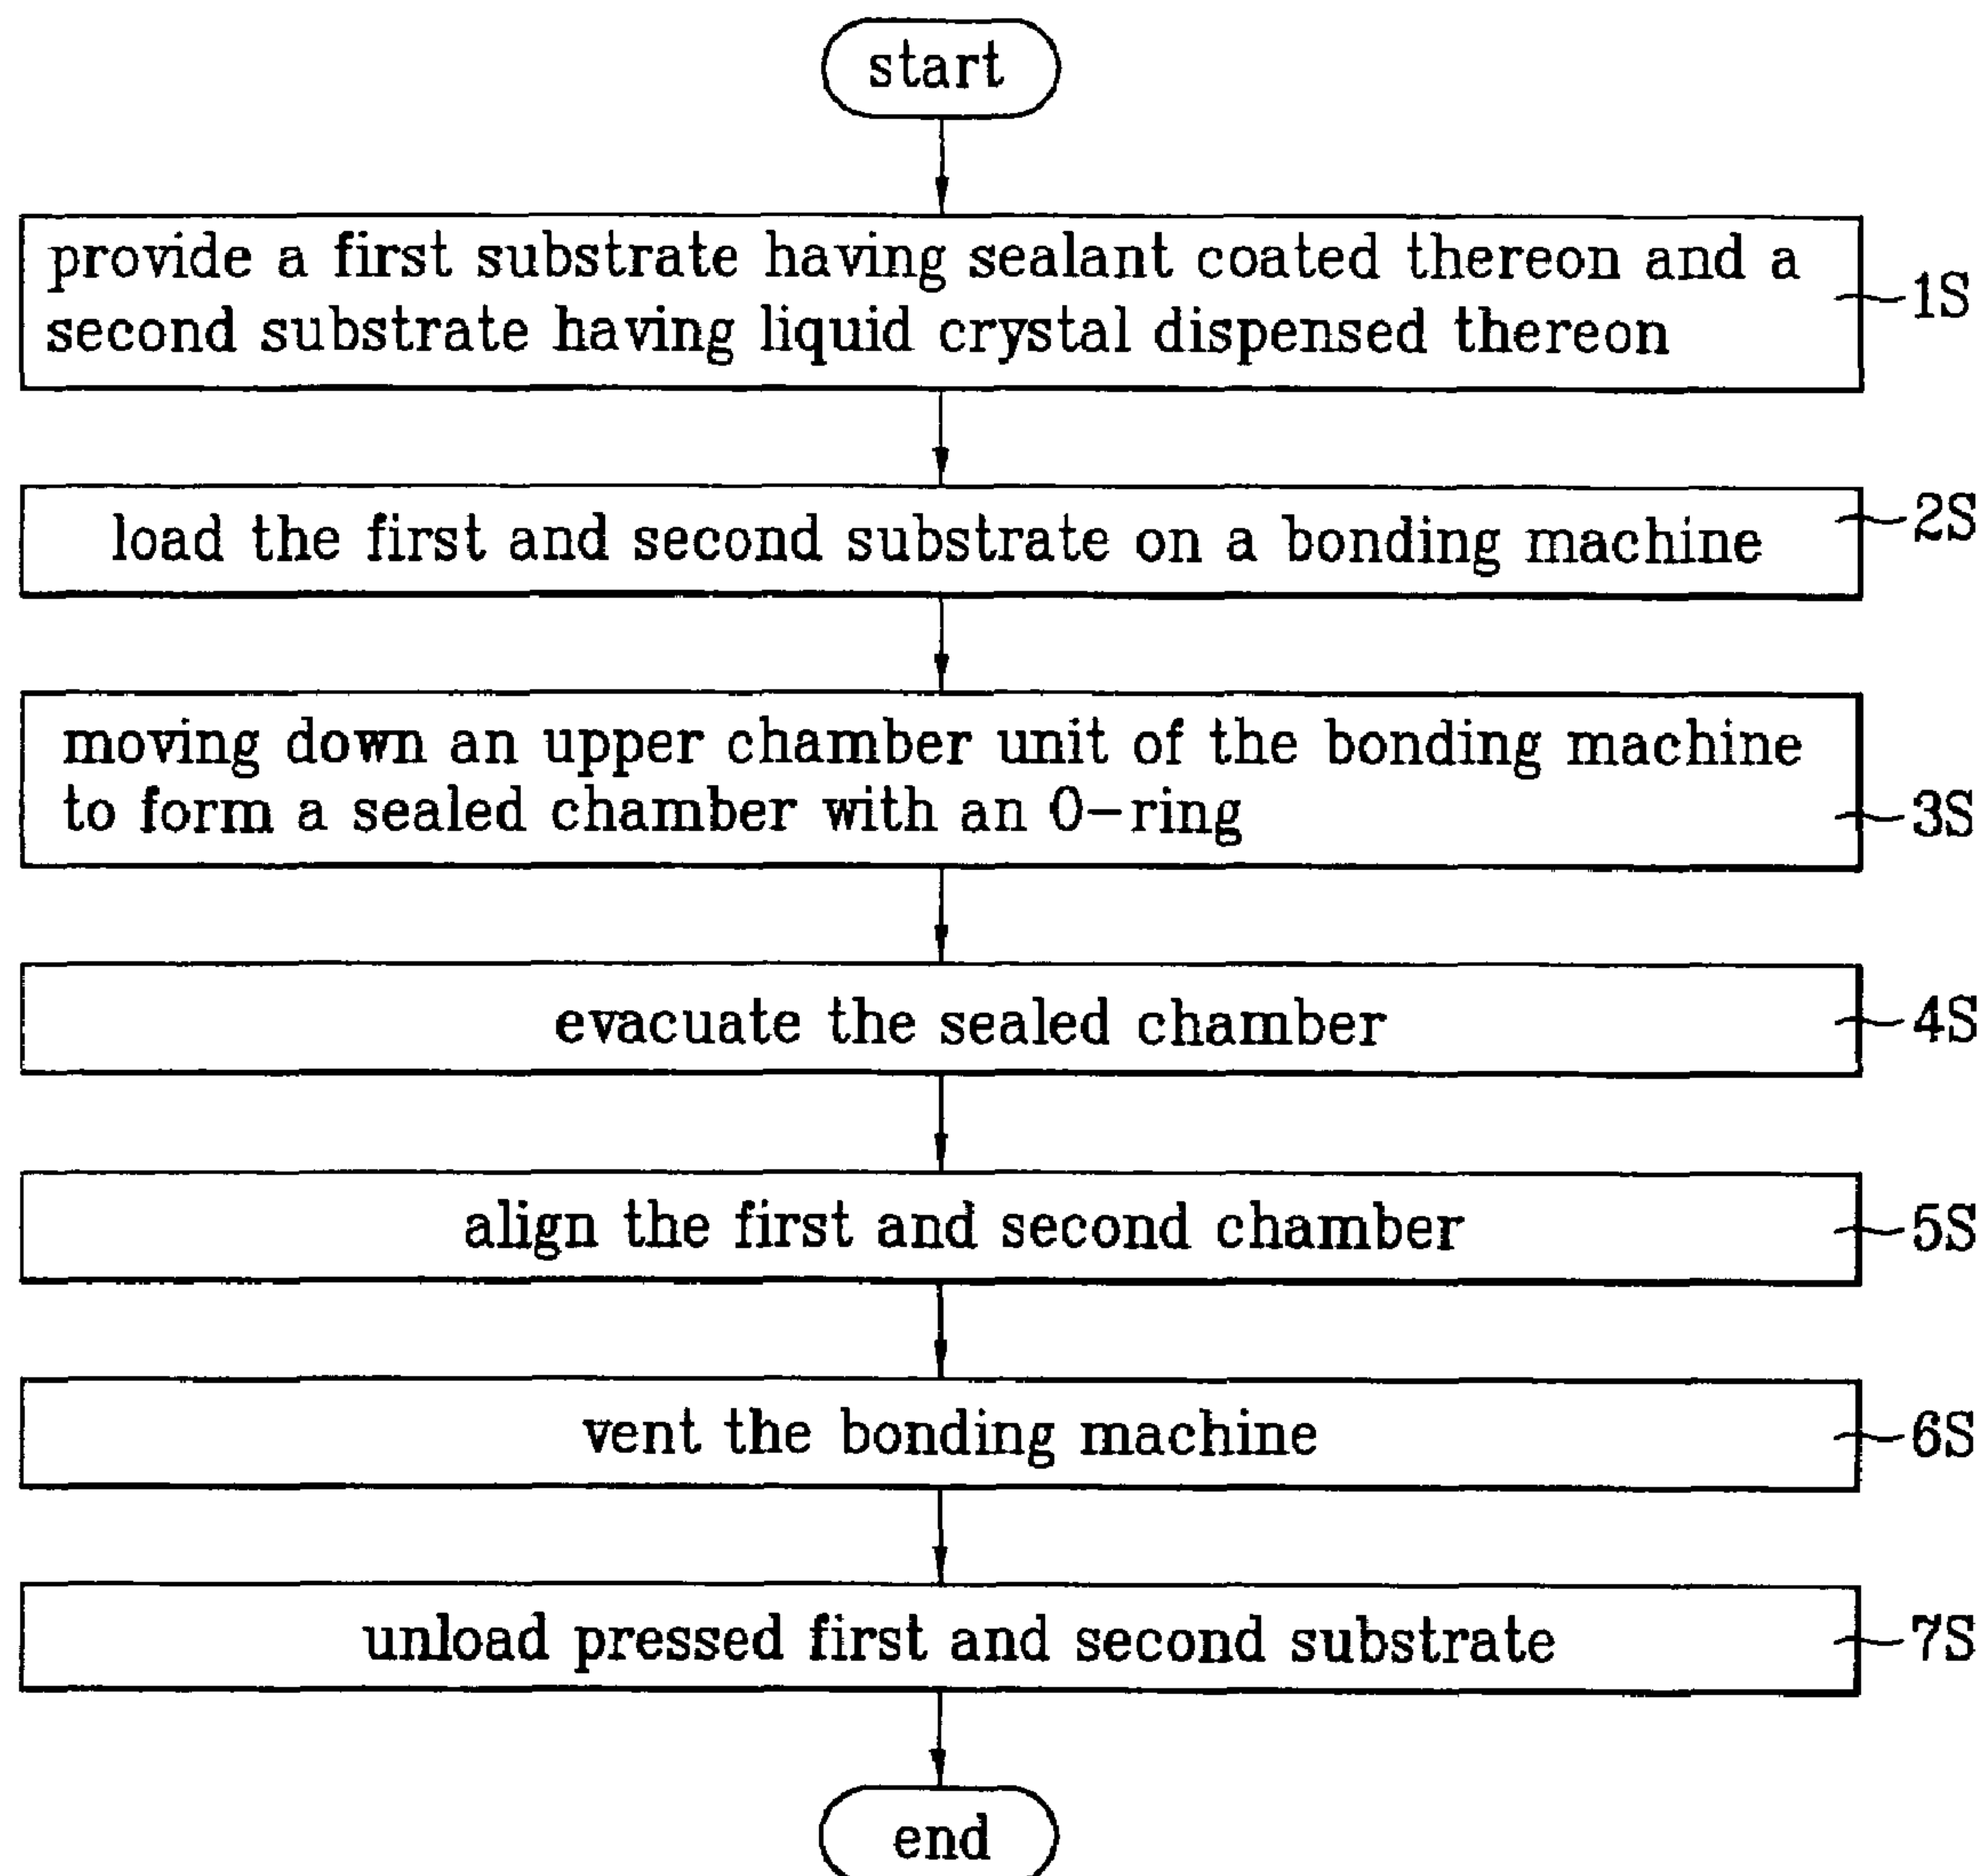 start
provide a first substrate having sealant coated thereon and a
second substrate having liquid crystal dispensed thereon
1S
load the first and second substrate on a bonding machine
2S
moving down an upper chamber unit of the bonding machine
to form a sealed chamber with an O-ring
3S
evacuate the sealed chamber
4S
align the first and second chamber
5S
vent the bonding machine
6S
unload pressed first and second substrate
7S
end